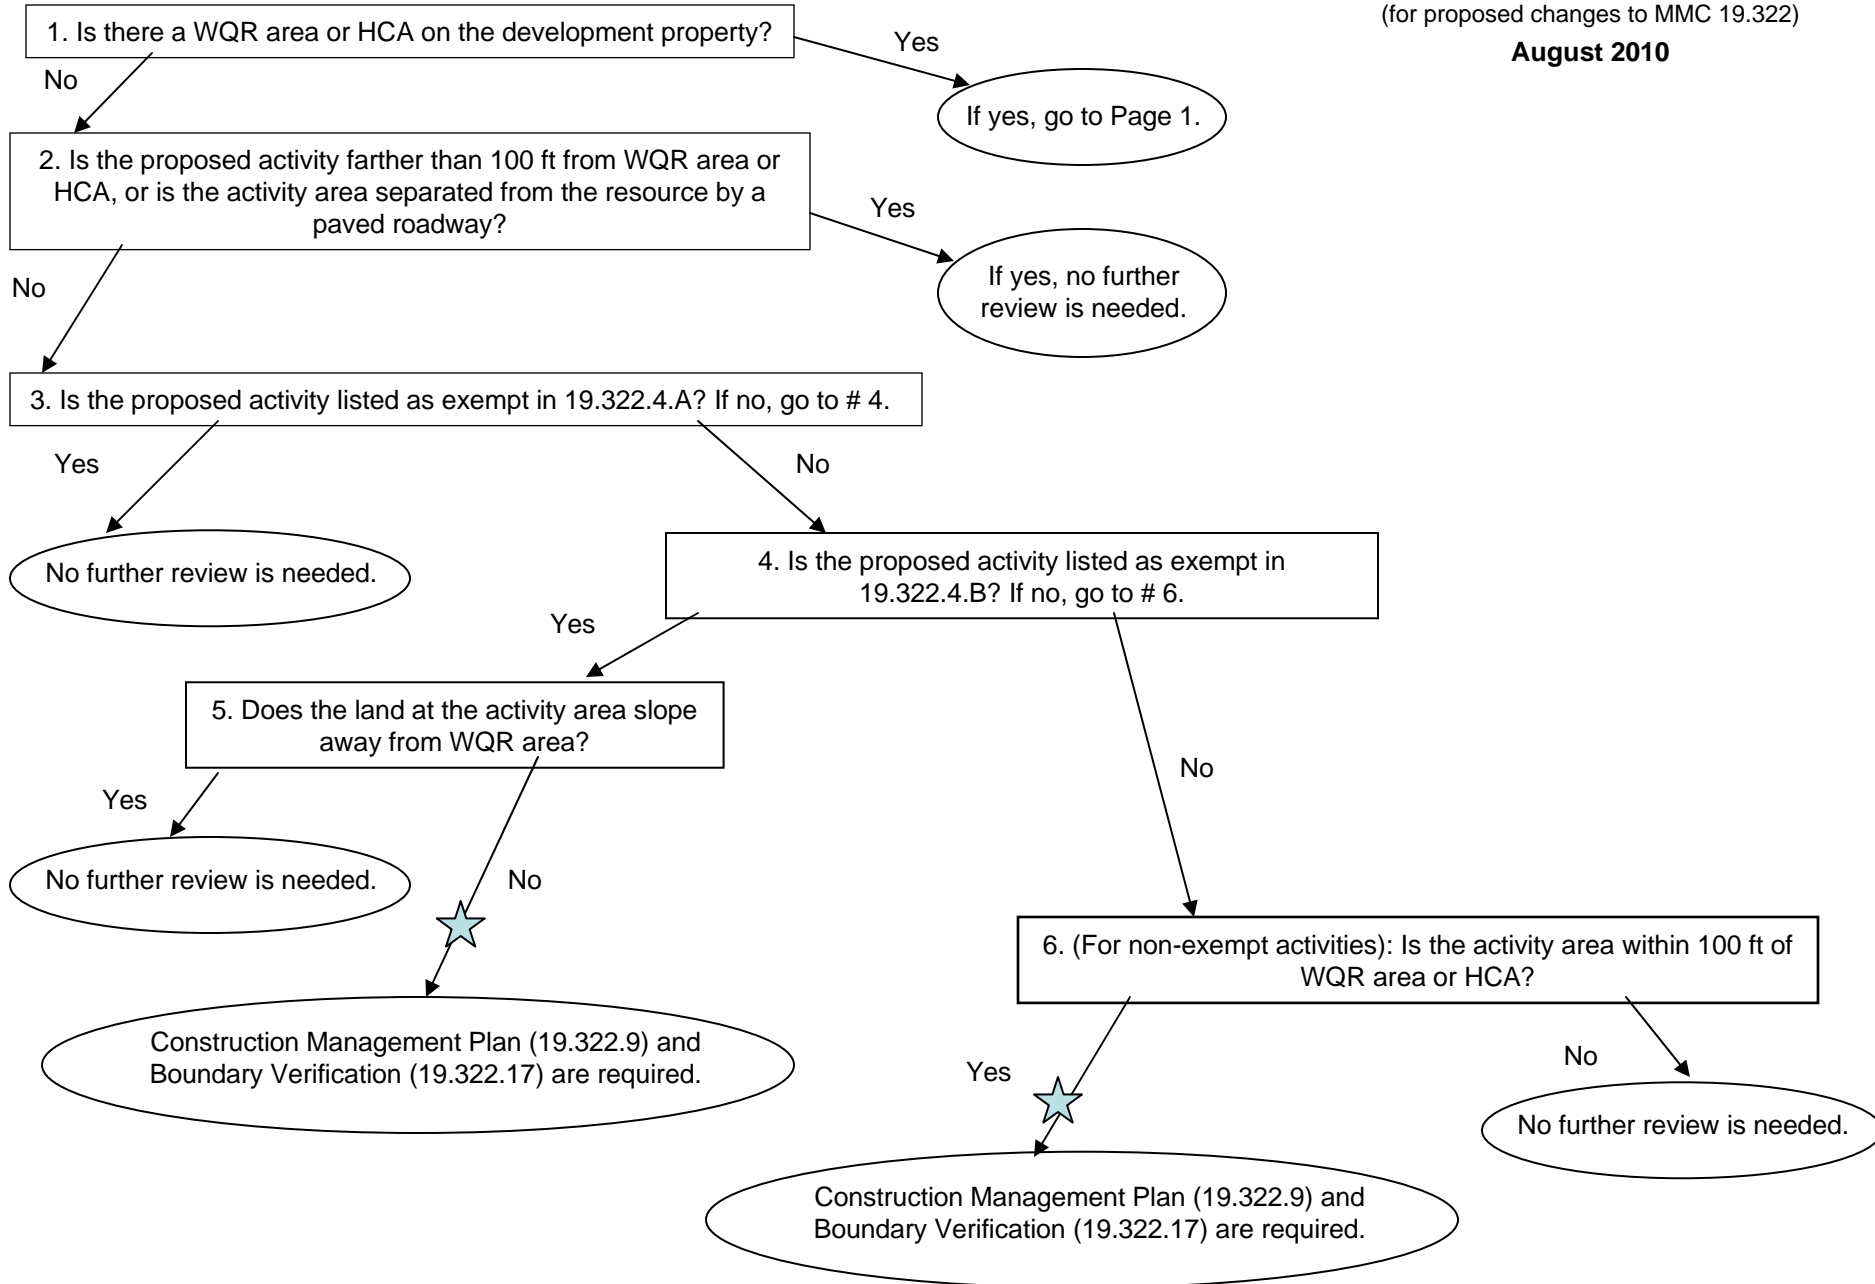 (for proposed changes to MMC 19.322)
August 2010
1. Is there a WQR area or HCA on the development property?
Yes
No
If yes, go to Page 1.
2. Is the proposed activity farther than 100 ft from WQR area or
HCA, or is the activity area separated from the resource by a
paved roadway?
Yes
No
If yes, no further
review is needed.
3. Is the proposed activity listed as exempt in 19.322.4.A? If no, go to # 4.
Yes
No
No further review is needed.
4. Is the proposed activity listed as exempt in
19.322.4.B? If no, go to # 6.
Yes
No
5. Does the land at the activity area slope
away from WQR area?
Yes
No
No further review is needed.
Construction Management Plan (19.322.9) and
Boundary Verification (19.322.17) are required.
6. (For non-exempt activities): Is the activity area within 100 ft of
WQR area or HCA?
Yes
No
No further review is needed.
Construction Management Plan (19.322.9) and
Boundary Verification (19.322.17) are required.